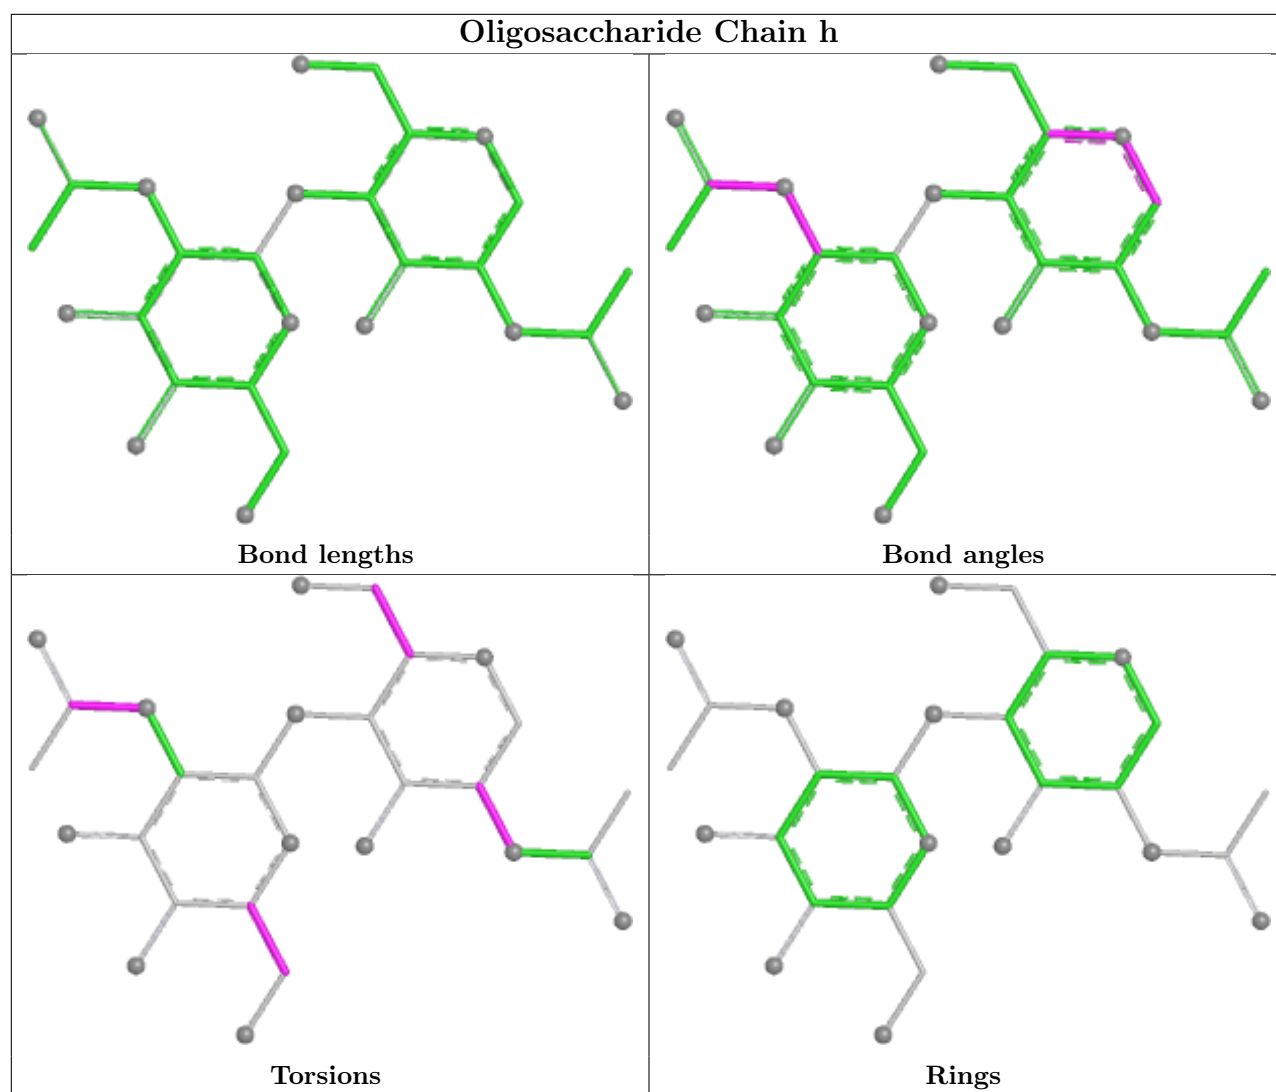 Oligosaccharide Chain h
Bond lengths
Bond angles
Torsions
Rings